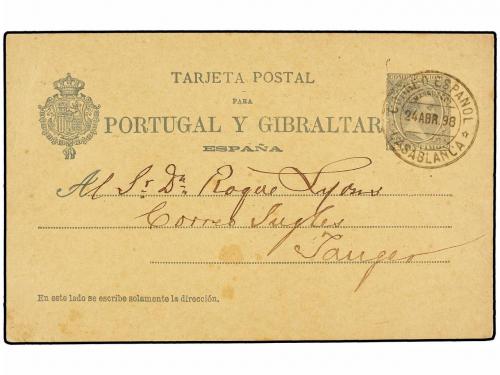 TARJETA POSTAL
PARA
PORTUGAL Y GIBRALTAR
ESPAÑA
CORREO ESPAÑOL
24 ABR. 98
CASABLANCA
Al Sr. Dn. Roque Lyons
Correo Ingles
Tanger
En este lado se escribe solamente la dirección.